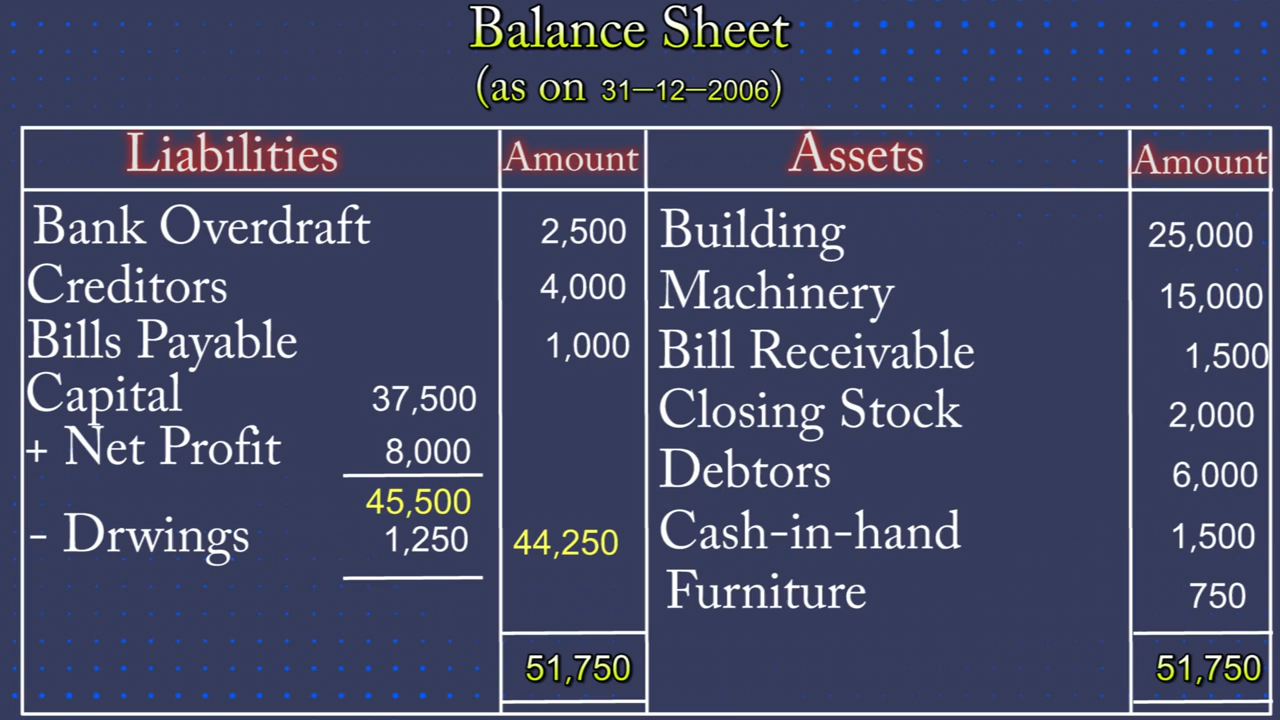 Balance Sheet
(as on 31-12-2006)
Liabilities Amount Assets Amount
Bank Overdraft 2,500 Building 25,000
Creditors 4,000 Machinery 15,000
Bills Payable 1,000 Bill Receivable 1,500
Capital 37,500 Closing Stock 2,000
+ Net Profit 8,000 Debtors 6,000
45,500
- Drwings 1,250 44,250 Cash-in-hand 1,500
Furniture 750
51,750 51,750